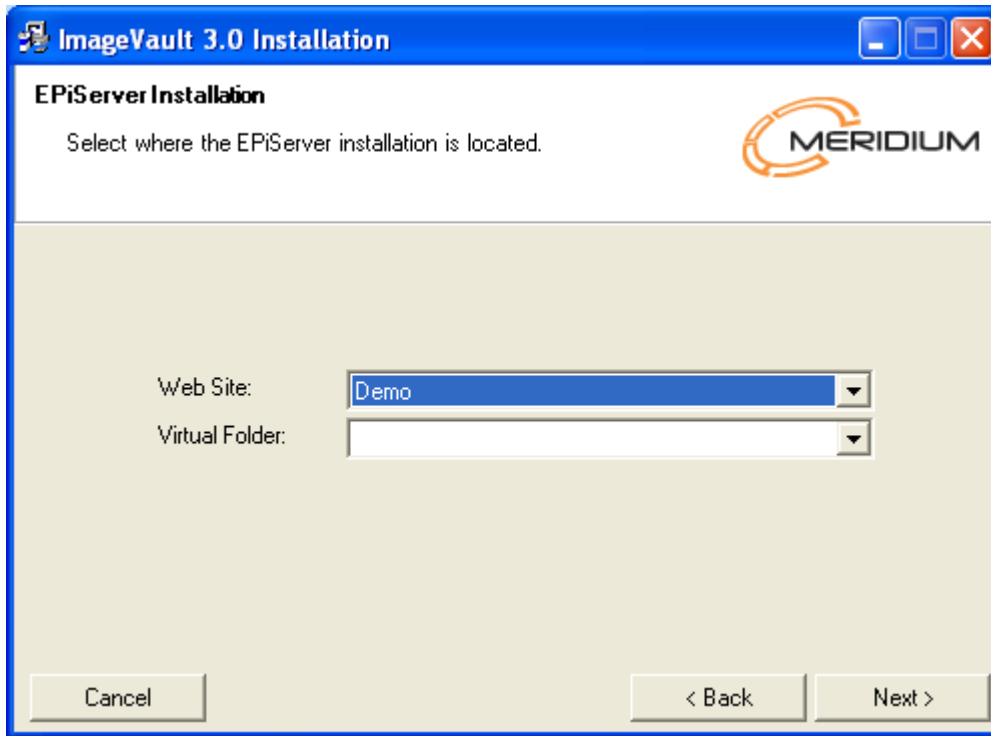 ImageVault 3.0 Installation
EPiServer Installation
Select where the EPiServer installation is located.
MERIDIUM
Web Site:
Demo
Virtual Folder:
Cancel
< Back
Next >